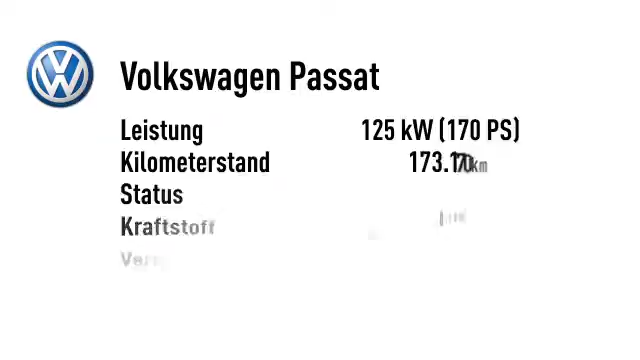 Volkswagen Passat
Leistung 125 kW (170 PS)
Kilometerstand
Status
Kraftstoff